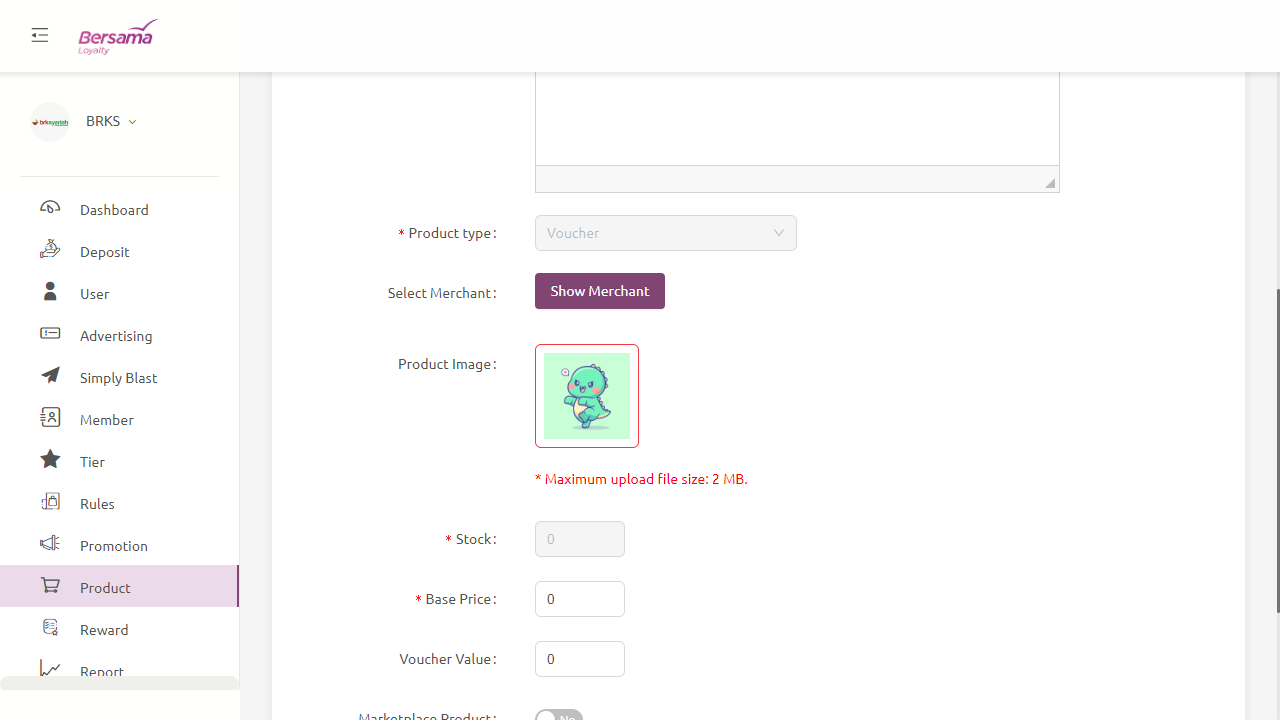 Bersama
Loyalty
brksyariah
BRKS
Dashboard
Deposit
User
Advertising
Simply Blast
Member
Tier
Rules
Promotion
Product
Reward
Report
* Product type :
Voucher
Select Merchant :
Show Merchant
Product Image :
* Maximum upload file size: 2 MB.
* Stock :
0
* Base Price :
0
Voucher Value :
0
Marketplace Product :
No